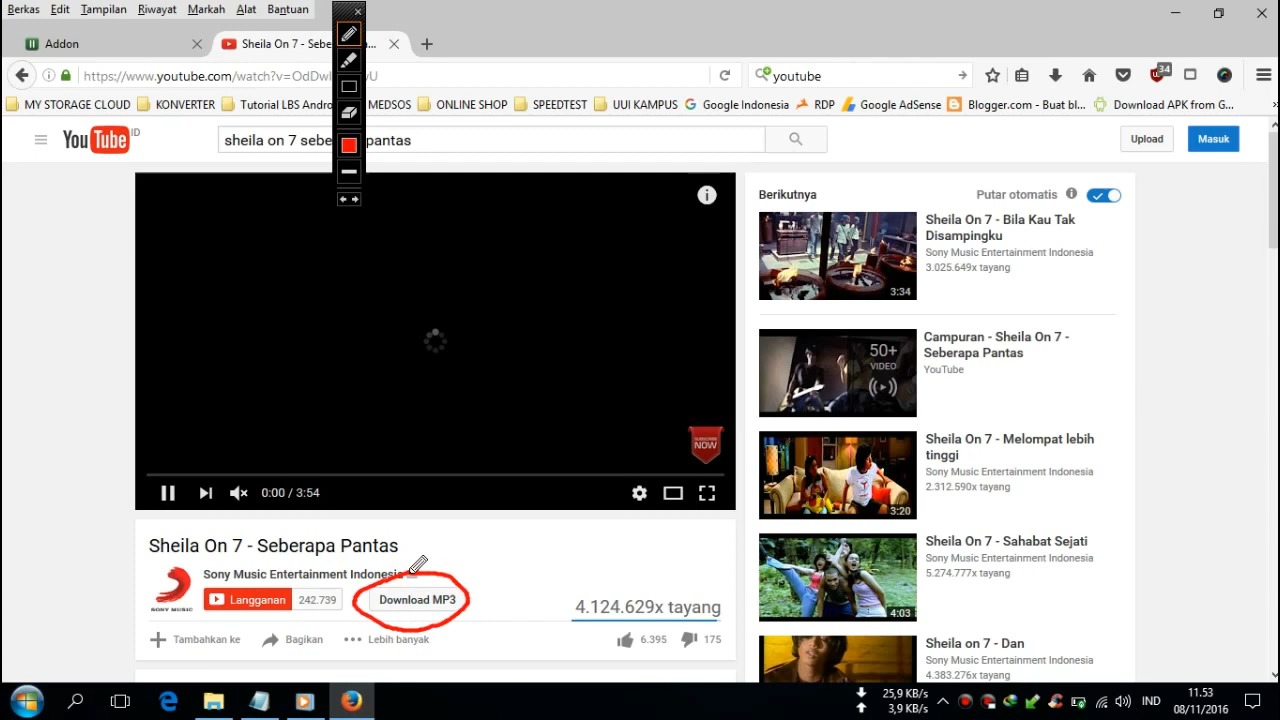 Berkas Edit Tampilan Riwayat Markah Alat Bantuan
Addon
Sheila On 7 - Sebe
https://www.youtube.com/watch?v=OdDw
youtube
34
MY STORE CLOUD
KONVERTER
Tutorial LBS Andro
MEDSOS
ONLINE SHOP
SPEEDTEST
UUI KAMPUS
Google Indon
RDP
Google AdSense
Blogger.com - Edit bl...
Download APK from G...
YouTube ID
sheila on 7 sebe pantas
Upload
Masuk
SUBSCRIBE
NOW
0:00 / 3:54
Sheila On 7 - Seberapa Pantas
Sony Music Entertainment Indonesia
SONY MUSIC
Langganan 242.739
Download MP3
4.124.629x tayang
Tambahkan ke Bagikan Lebih banyak
6.395 175
Berikutnya
Putar otomatis
Sheila On 7 - Bila Kau Tak
Disampingku
Sony Music Entertainment Indonesia
3.025.649x tayang
3:34
Campuran - Sheila On 7 -
Seberapa Pantas
YouTube
50+
VIDEO
Sheila On 7 - Melompat lebih
tinggi
Sony Music Entertainment Indonesia
2.312.590x tayang
3:20
Sheila On 7 - Sahabat Sejati
Sony Music Entertainment Indonesia
5.274.777x tayang
4:03
Sheila on 7 - Dan
Sony Music Entertainment Indonesia
4.383.276x tayang
25,9 KB/s
3,9 KB/s
IND
11.53
08/11/2016